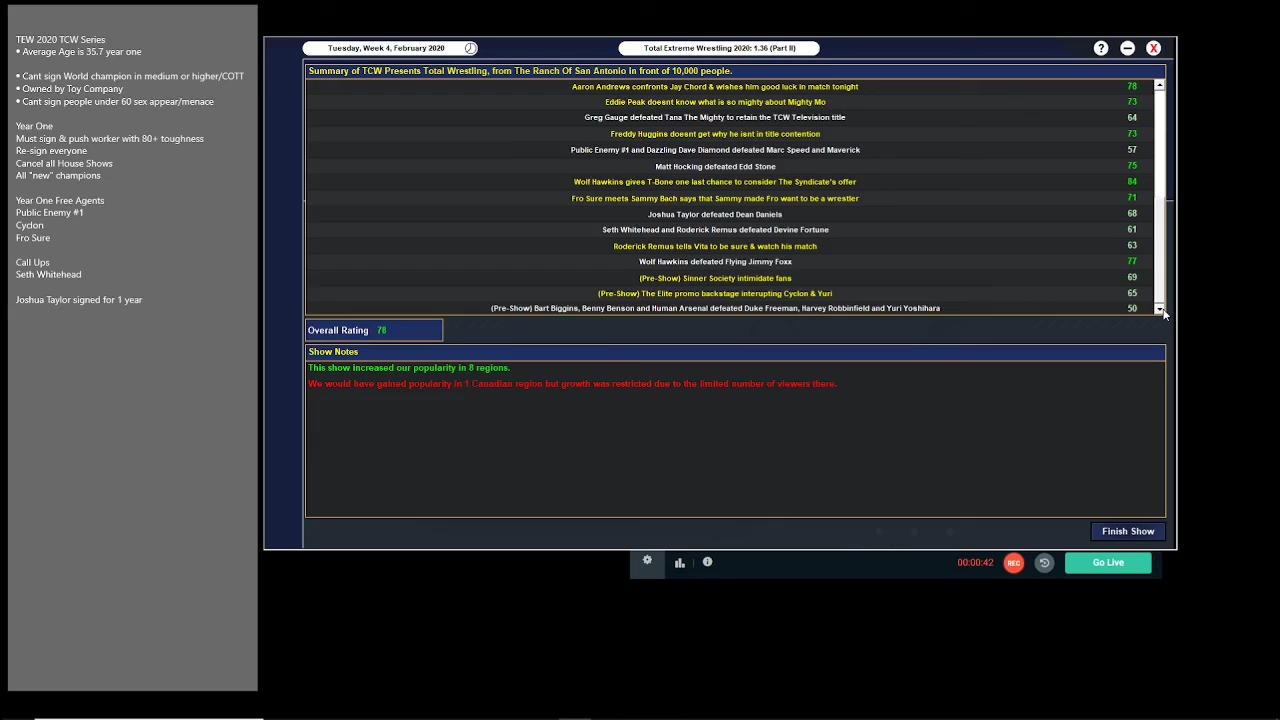 TEW 2020 TCW Series
• Average Age is 35.7 year one
• Cant sign World champion in medium or higher/COTT
• Owned by Toy Company
• Cant sign people under 60 sex appear/menace
Year One
Must sign & push worker with 80+ toughness
Re-sign everyone
Cancel all House Shows
All "new" champions
Year One Free Agents
Public Enemy #1
Cyclon
Fro Sure
Call Ups
Seth Whitehead
Joshua Taylor signed for 1 year
Tuesday, Week 4, February 2020
Total Extreme Wrestling 2020: 1.36 (Part II)
? X
Summary of TCW Presents Total Wrestling, from The Ranch Of San Antonio in front of 10,000 people.
Aaron Andrews confronts Jay Chord & wishes him good luck in match tonight 78
Eddie Peak doesnt know what is so mighty about Mighty Mo 73
Greg Gauge defeated Tana The Mighty to retain the TCW Television title 64
Freddy Huggins doesnt get why he isnt in title contention 73
Public Enemy #1 and Dazzling Dave Diamond defeated Marc Speed and Maverick 57
Matt Hocking defeated Edd Stone 75
Wolf Hawkins gives T-Bone one last chance to consider The Syndicate's offer 84
Fro Sure meets Sammy Bach says that Sammy made Fro want to be a wrestler 71
Joshua Taylor defeated Dean Daniels 68
Seth Whitehead and Roderick Remus defeated Devine Fortune 61
Roderick Remus tells Vita to be sure & watch his match 63
Wolf Hawkins defeated Flying Jimmy Foxx 77
(Pre-Show) Sinner Society intimidate fans 69
(Pre-Show) The Elite promo backstage interupting Cyclon & Yuri 65
(Pre-Show) Bart Biggins, Benny Benson and Human Arsenal defeated Duke Freeman, Harvey Robbinfield and Yuri Yoshihara 50
Overall Rating 78
Show Notes
This show increased our popularity in 8 regions.
We would have gained popularity in 1 Canadian region but growth was restricted due to the limited number of viewers there.
Finish Show
00:00:42
REC
Go Live